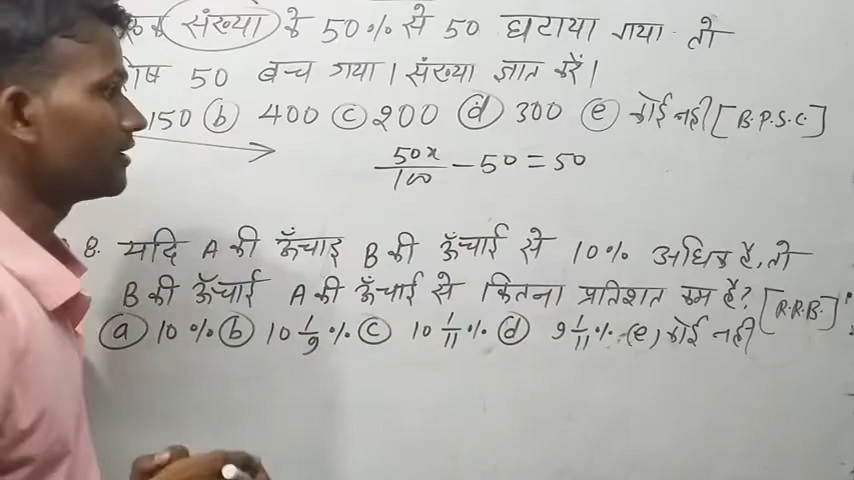 संख्या के 50% से 50 घटाया गया तो
शेष 50 बच गया। संख्या ज्ञात करें।
150 (b) 400 (c) 200 (d) 300 (e) कोई नहीं [B.P.S.C.]
50x/100 - 50 = 50
8. यदि A की ऊँचाइ B की ऊँचाई से 10% अधिक है, तो
B की ऊँचाई A की ऊँचाई से कितना प्रतिशत कम है? [R.R.B.]
(a) 10% (b) 10 1/9% (c) 10 1/11% (d) 9 1/11% (e) कोई नहीं